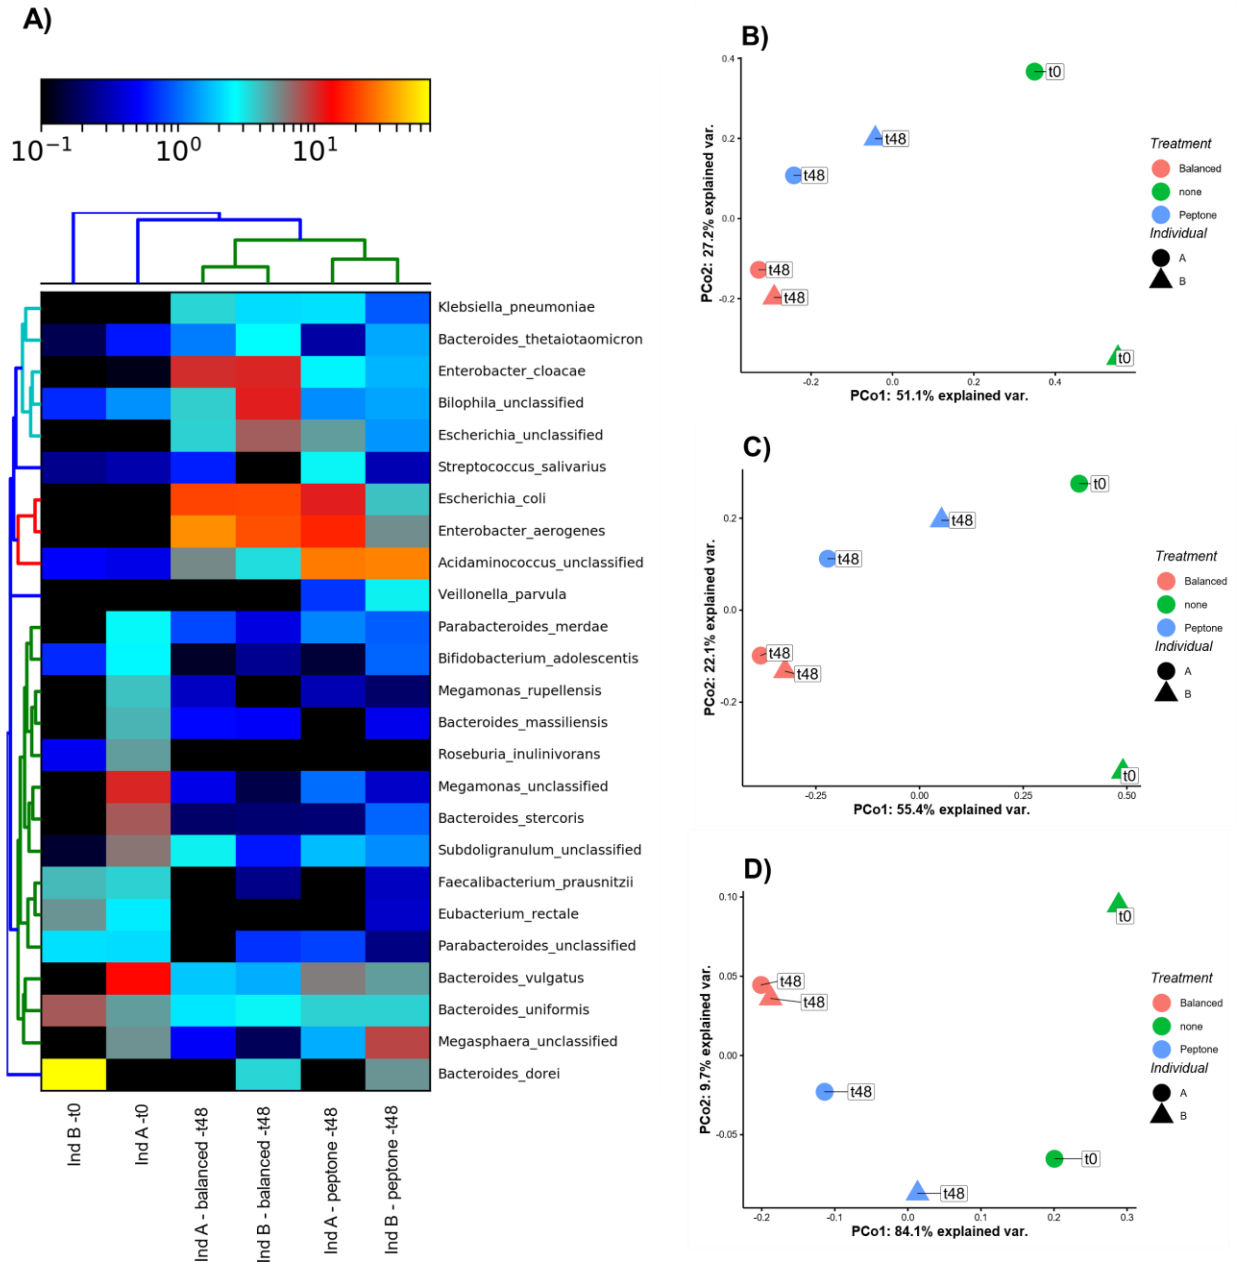 A)
10⁻¹ 10⁰ 10¹
Klebsiella_pneumoniae
Bacteroides_thetaiotaomicron
Enterobacter_cloacae
Bilophila_unclassified
Escherichia_unclassified
Streptococcus_salivarius
Escherichia_coli
Enterobacter_aerogenes
Acidaminococcus_unclassified
Veillonella_parvula
Parabacteroides_merdae
Bifidobacterium_adolescentis
Megamonas_rupellensis
Bacteroides_massiliensis
Roseburia_inulinivorans
Megamonas_unclassified
Bacteroides_stercoris
Subdoligranulum_unclassified
Faecalibacterium_prausnitzii
Eubacterium_rectale
Parabacteroides_unclassified
Bacteroides_vulgatus
Bacteroides_uniformis
Megasphaera_unclassified
Bacteroides_dorei
Ind B -t0
Ind A -t0
Ind A - balanced -t48
Ind B - balanced -t48
Ind A - peptone -t48
Ind B - peptone -t48
B)
PCo2: 27.2% explained var.
0.4
0.2
0.0
-0.2
t0
t48
t48
t48
t48
t0
-0.2 0.0 0.2 0.4
PCo1: 51.1% explained var.
Treatment
Balanced
none
Peptone
Individual
A
B
C)
PCo2: 22.1% explained var.
0.2
0.0
-0.2
t0
t48
t48
t48
t48
t0
-0.25 0.00 0.25 0.50
PCo1: 55.4% explained var.
Treatment
Balanced
none
Peptone
Individual
A
B
D)
PCo2: 9.7% explained var.
0.10
0.05
0.00
-0.05
t0
t48
t48
t48
t0
t48
-0.2 -0.1 0.0 0.1 0.2 0.3
PCo1: 84.1% explained var.
Treatment
Balanced
none
Peptone
Individual
A
B